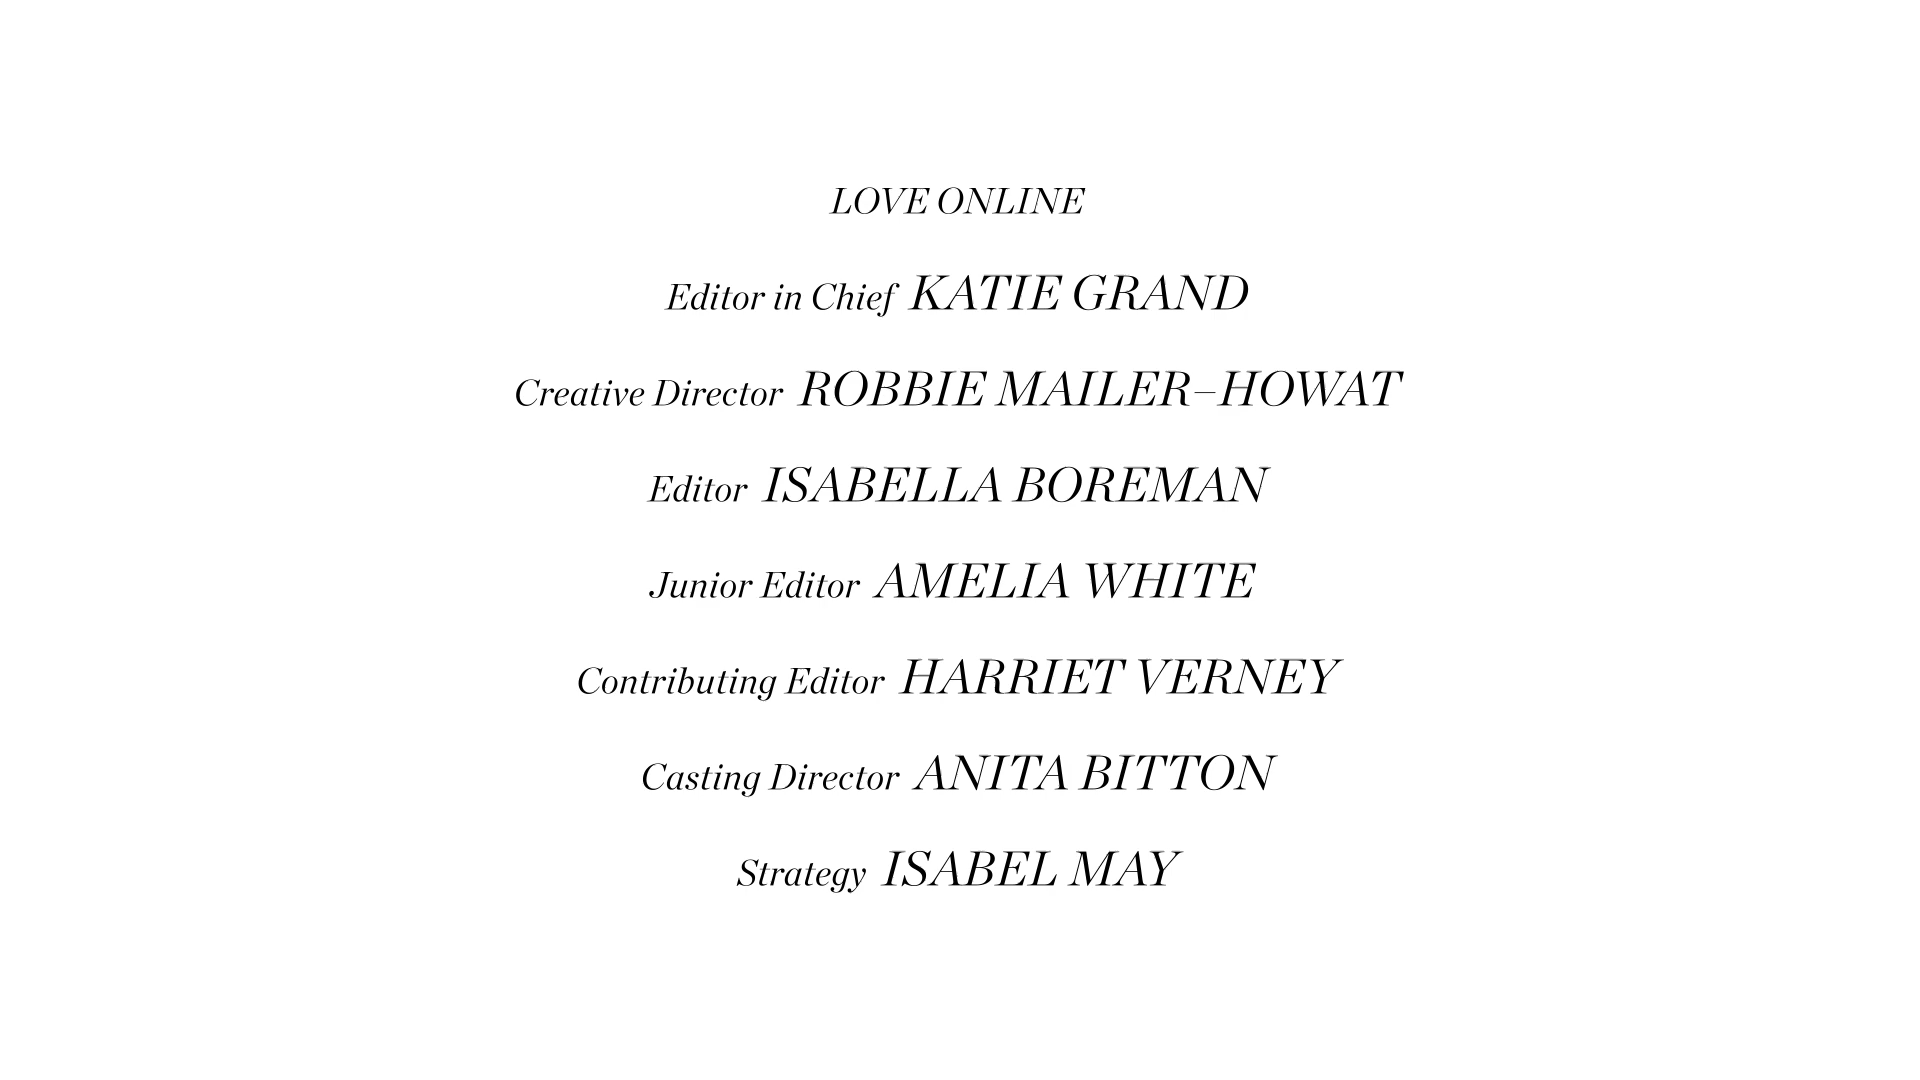 LOVE ONLINE
Editor in Chief KATIE GRAND
Creative Director ROBBIE MAILER–HOWAT
Editor ISABELLA BOREMAN
Junior Editor AMELIA WHITE
Contributing Editor HARRIET VERNEY
Casting Director ANITA BITTON
Strategy ISABEL MAY